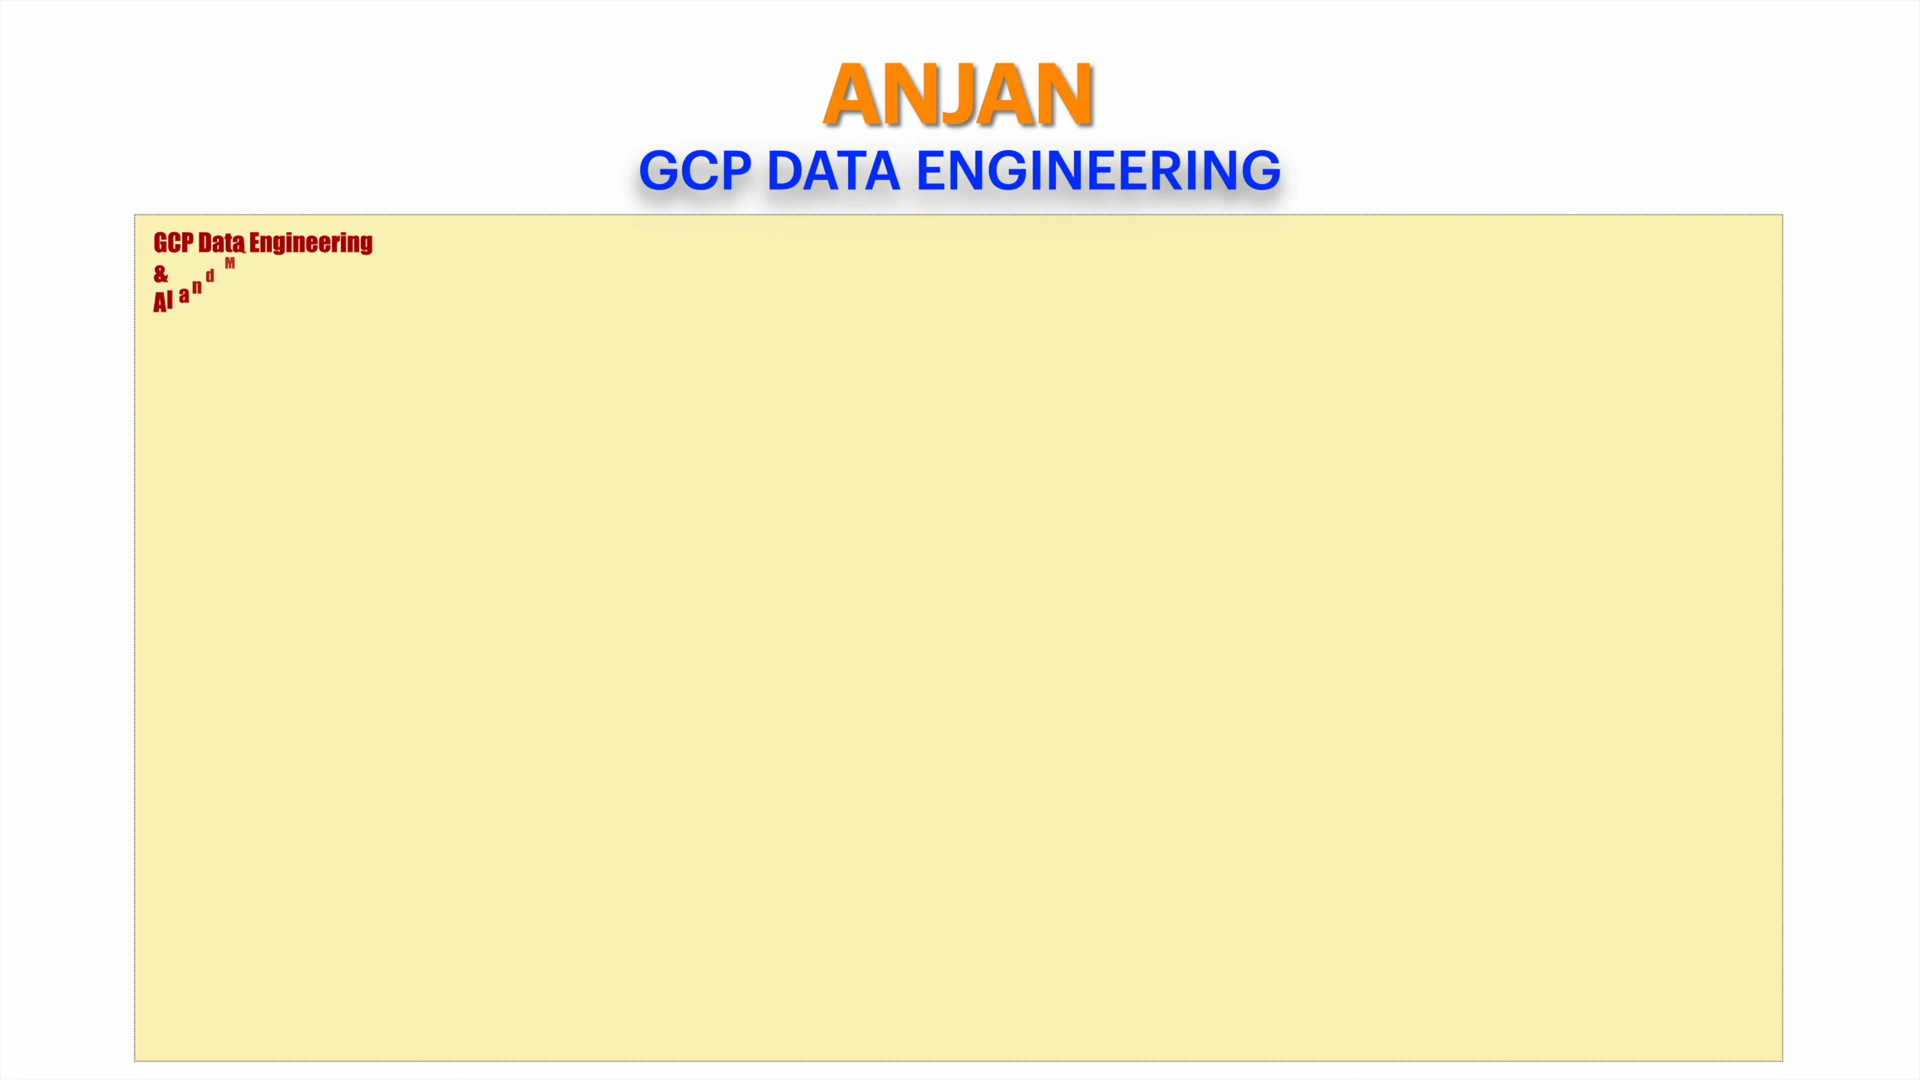 ANJAN
GCP DATA ENGINEERING
GCP Data Engineering
&
AI and M